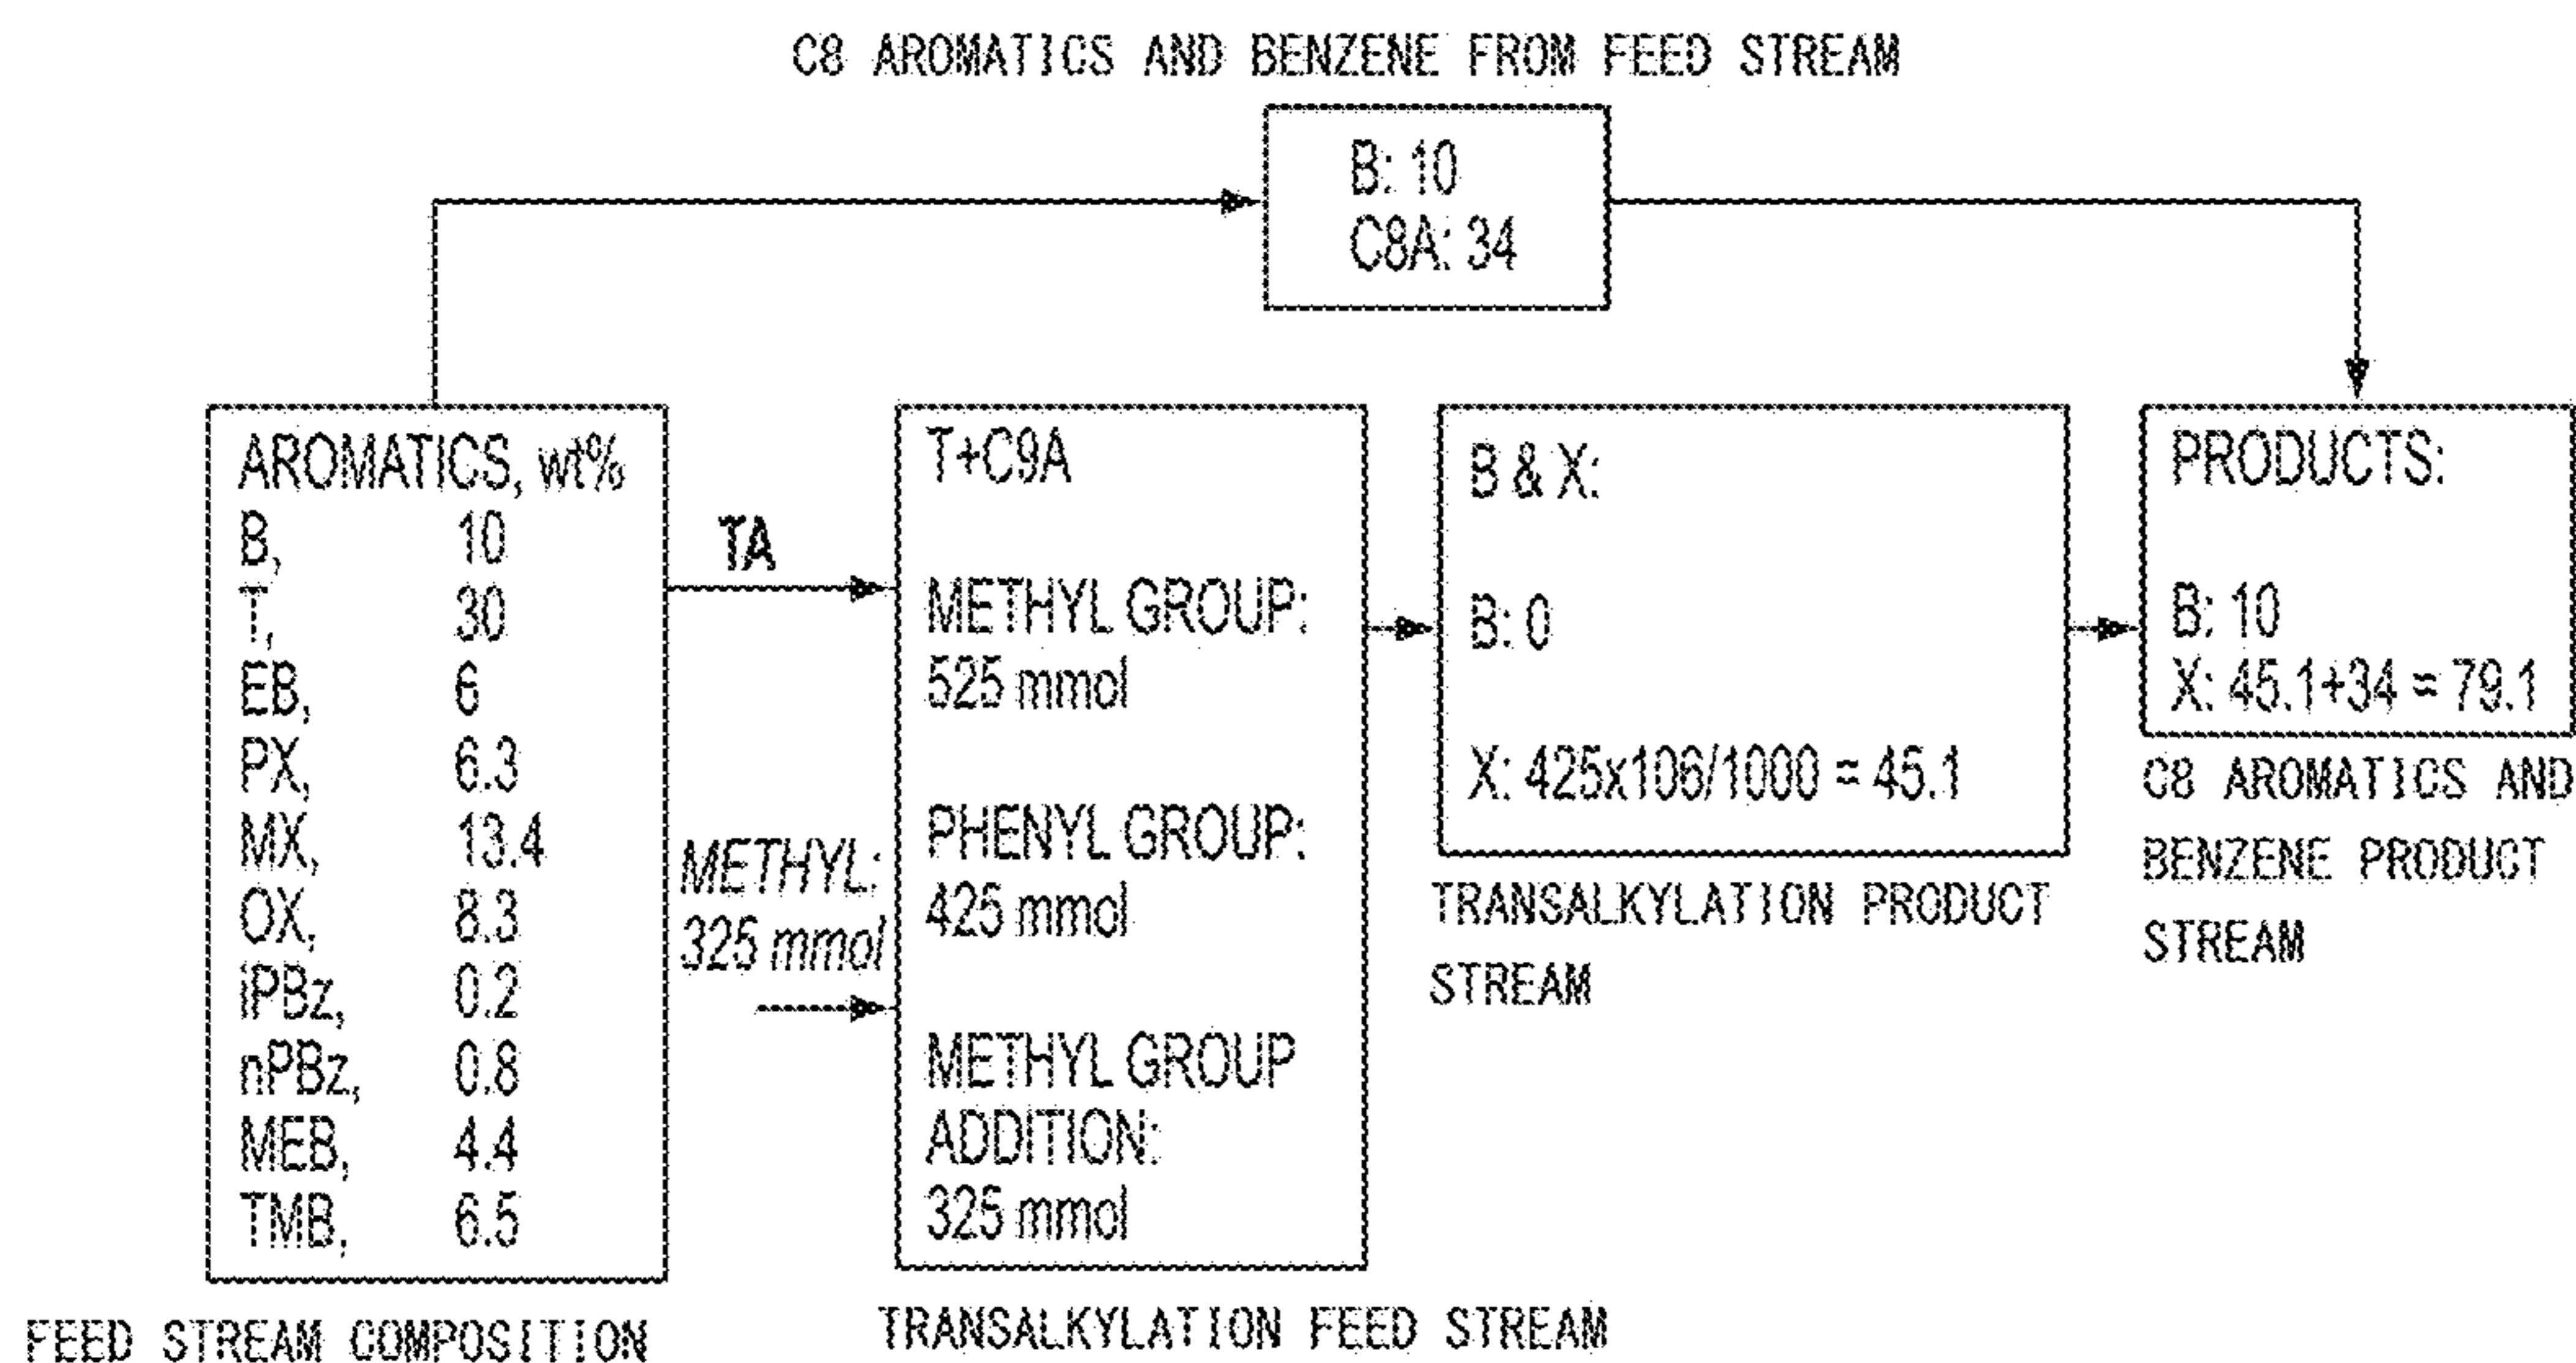 C8 AROMATICS AND BENZENE FROM FEED STREAM
B: 10
C8A: 34
AROMATICS, wt%
B, 10
T, 30
EB, 6
PX, 6.3
MX, 13.4
OX, 8.3
iPBz, 0.2
nPBz, 0.8
MEB, 4.4
TMB, 6.5
FEED STREAM COMPOSITION
TA
METHYL:
325 mmol
T+C9A
METHYL GROUP:
525 mmol
PHENYL GROUP:
425 mmol
METHYL GROUP
ADDITION:
325 mmol
TRANSALKYLATION FEED STREAM
B & X:
B: 0
X: 425x106/1000 = 45.1
TRANSALKYLATION PRODUCT
STREAM
PRODUCTS:
B: 10
X: 45.1+34 = 79.1
C8 AROMATICS AND
BENZENE PRODUCT
STREAM